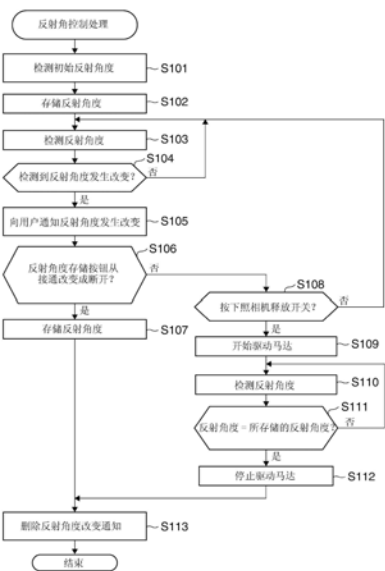 反射角控制处理
检测初始反射角度
S101
存储反射角度
S102
检测反射角度
S103
检测到反射角度发生改变?
S104
否
是
向用户通知反射角度发生改变
S105
反射角度存储按钮从
接通改变成断开?
S106
否
是
存储反射角度
S107
按下照相机释放开关?
S108
否
是
开始驱动马达
S109
检测反射角度
S110
反射角度=所存储的反射角度?
S111
否
是
停止驱动马达
S112
删除反射角度改变通知
S113
结束